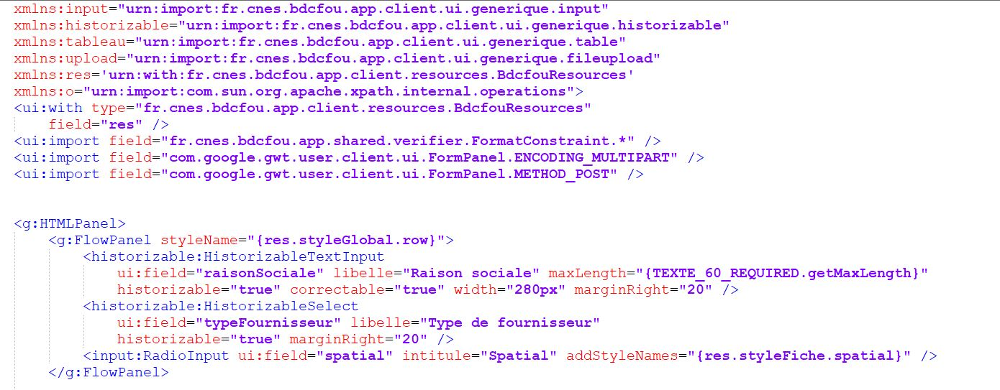 xmlns:input="urn:import:fr.cnes.bdcfou.app.client.ui.generique.input"
xmlns:historizable="urn:import:fr.cnes.bdcfou.app.client.ui.generique.historizable"
xmlns:tableau="urn:import:fr.cnes.bdcfou.app.client.ui.generique.table"
xmlns:upload="urn:import:fr.cnes.bdcfou.app.client.ui.generique.fileupload"
xmlns:res='urn:with:fr.cnes.bdcfou.app.client.resources.BdcfouResources'
xmlns:o="urn:import:com.sun.org.apache.xpath.internal.operations">
<ui:with type="fr.cnes.bdcfou.app.client.resources.BdcfouResources"
    field="res" />
<ui:import field="fr.cnes.bdcfou.app.shared.verifier.FormatConstraint.*" />
<ui:import field="com.google.gwt.user.client.ui.FormPanel.ENCODING_MULTIPART" />
<ui:import field="com.google.gwt.user.client.ui.FormPanel.METHOD_POST" />
<g:HTMLPanel>
    <g:FlowPanel styleName="{res.styleGlobal.row}">
        <historizable:HistorizableTextInput
            ui:field="raisonSociale" libelle="Raison sociale" maxLength="{TEXTE_60_REQUIRED.getMaxLength}"
            historizable="true" correctable="true" width="280px" marginRight="20" />
        <historizable:HistorizableSelect
            ui:field="typeFournisseur" libelle="Type de fournisseur"
            historizable="true" marginRight="20" />
        <input:RadioInput ui:field="spatial" intitule="Spatial" addStyleNames="{res.styleFiche.spatial}" />
    </g:FlowPanel>